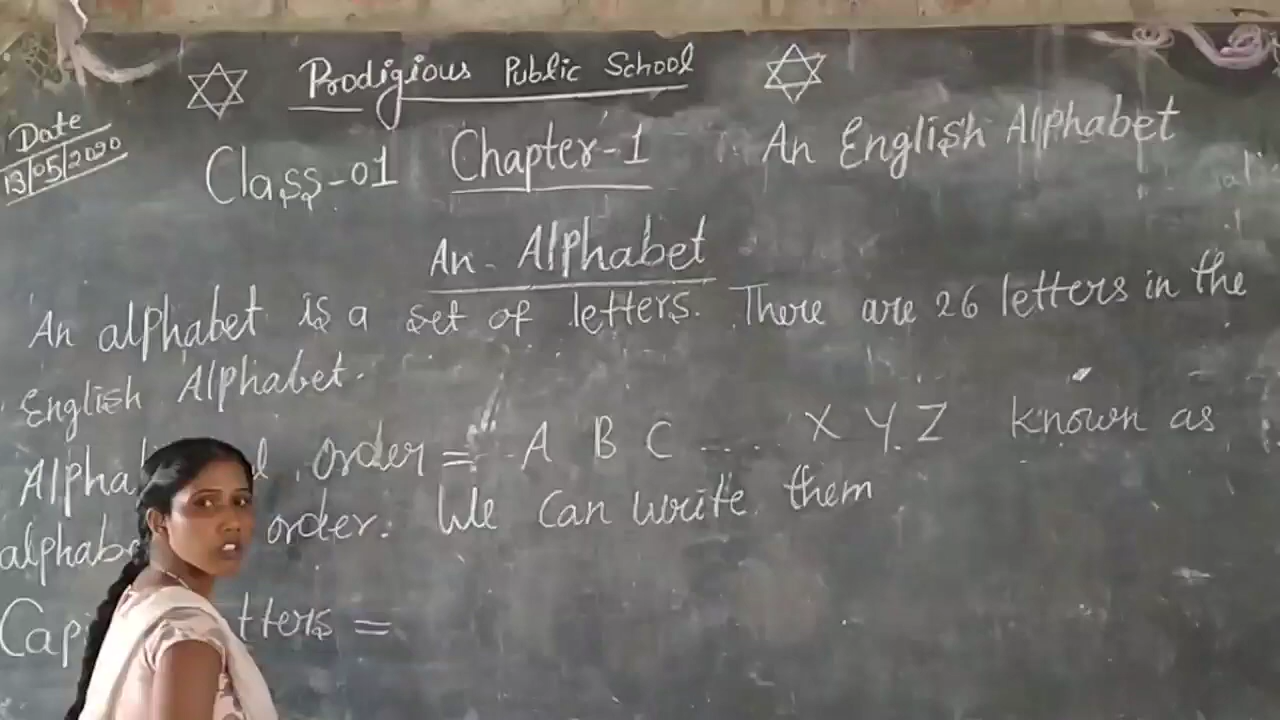 Prodigious Public School
Date
13/05/2020
Class-01 Chapter-1 An English Alphabet
An Alphabet
An alphabet is a set of letters. There are 26 letters in the
English Alphabet.
order = A B C .... X Y Z known as
order. We can write them
=